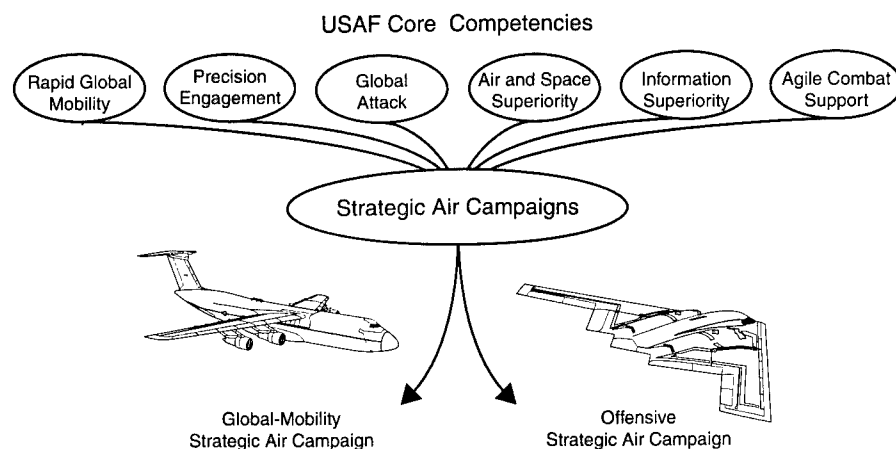 USAF Core Competencies
Rapid Global
Mobility
Precision
Engagement
Global
Attack
Air and Space
Superiority
Information
Superiority
Agile Combat
Support
Strategic Air Campaigns
Global-Mobility
Strategic Air Campaign
Offensive
Strategic Air Campaign